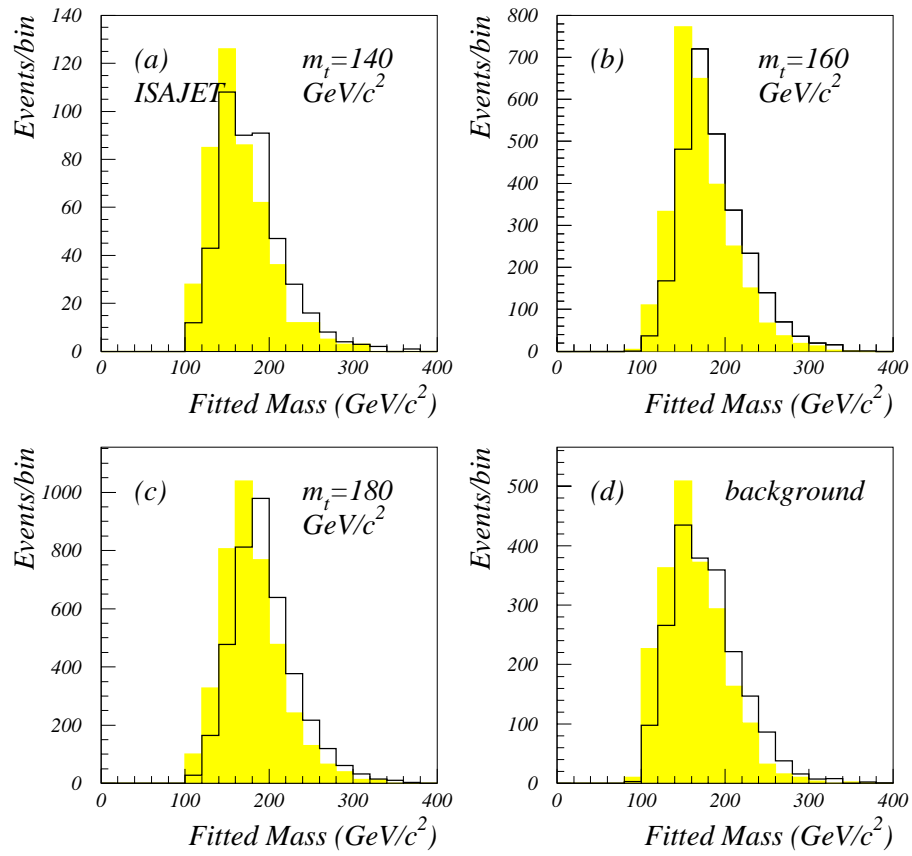 Events/bin
140
120
100
80
60
40
20
0
(a)
ISAJET
m_t=140
GeV/c^2
0
100
200
300
400
Fitted Mass (GeV/c^2)
Events/bin
800
700
600
500
400
300
200
100
0
(b)
m_t=160
GeV/c^2
0
100
200
300
400
Fitted Mass (GeV/c^2)
Events/bin
1000
800
600
400
200
0
(c)
m_t=180
GeV/c^2
0
100
200
300
400
Fitted Mass (GeV/c^2)
Events/bin
500
400
300
200
100
0
(d)
background
0
100
200
300
400
Fitted Mass (GeV/c^2)